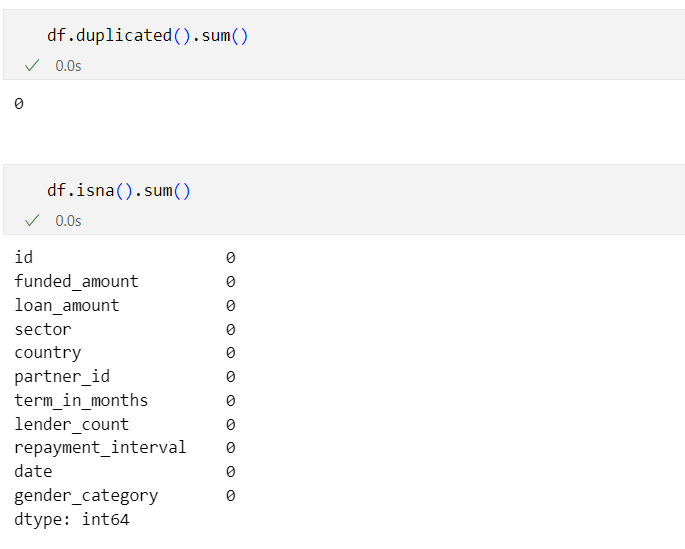 df.duplicated().sum()
0.0s
0
df.isna().sum()
0.0s
id 0
funded_amount 0
loan_amount 0
sector 0
country 0
partner_id 0
term_in_months 0
lender_count 0
repayment_interval 0
date 0
gender_category 0
dtype: int64